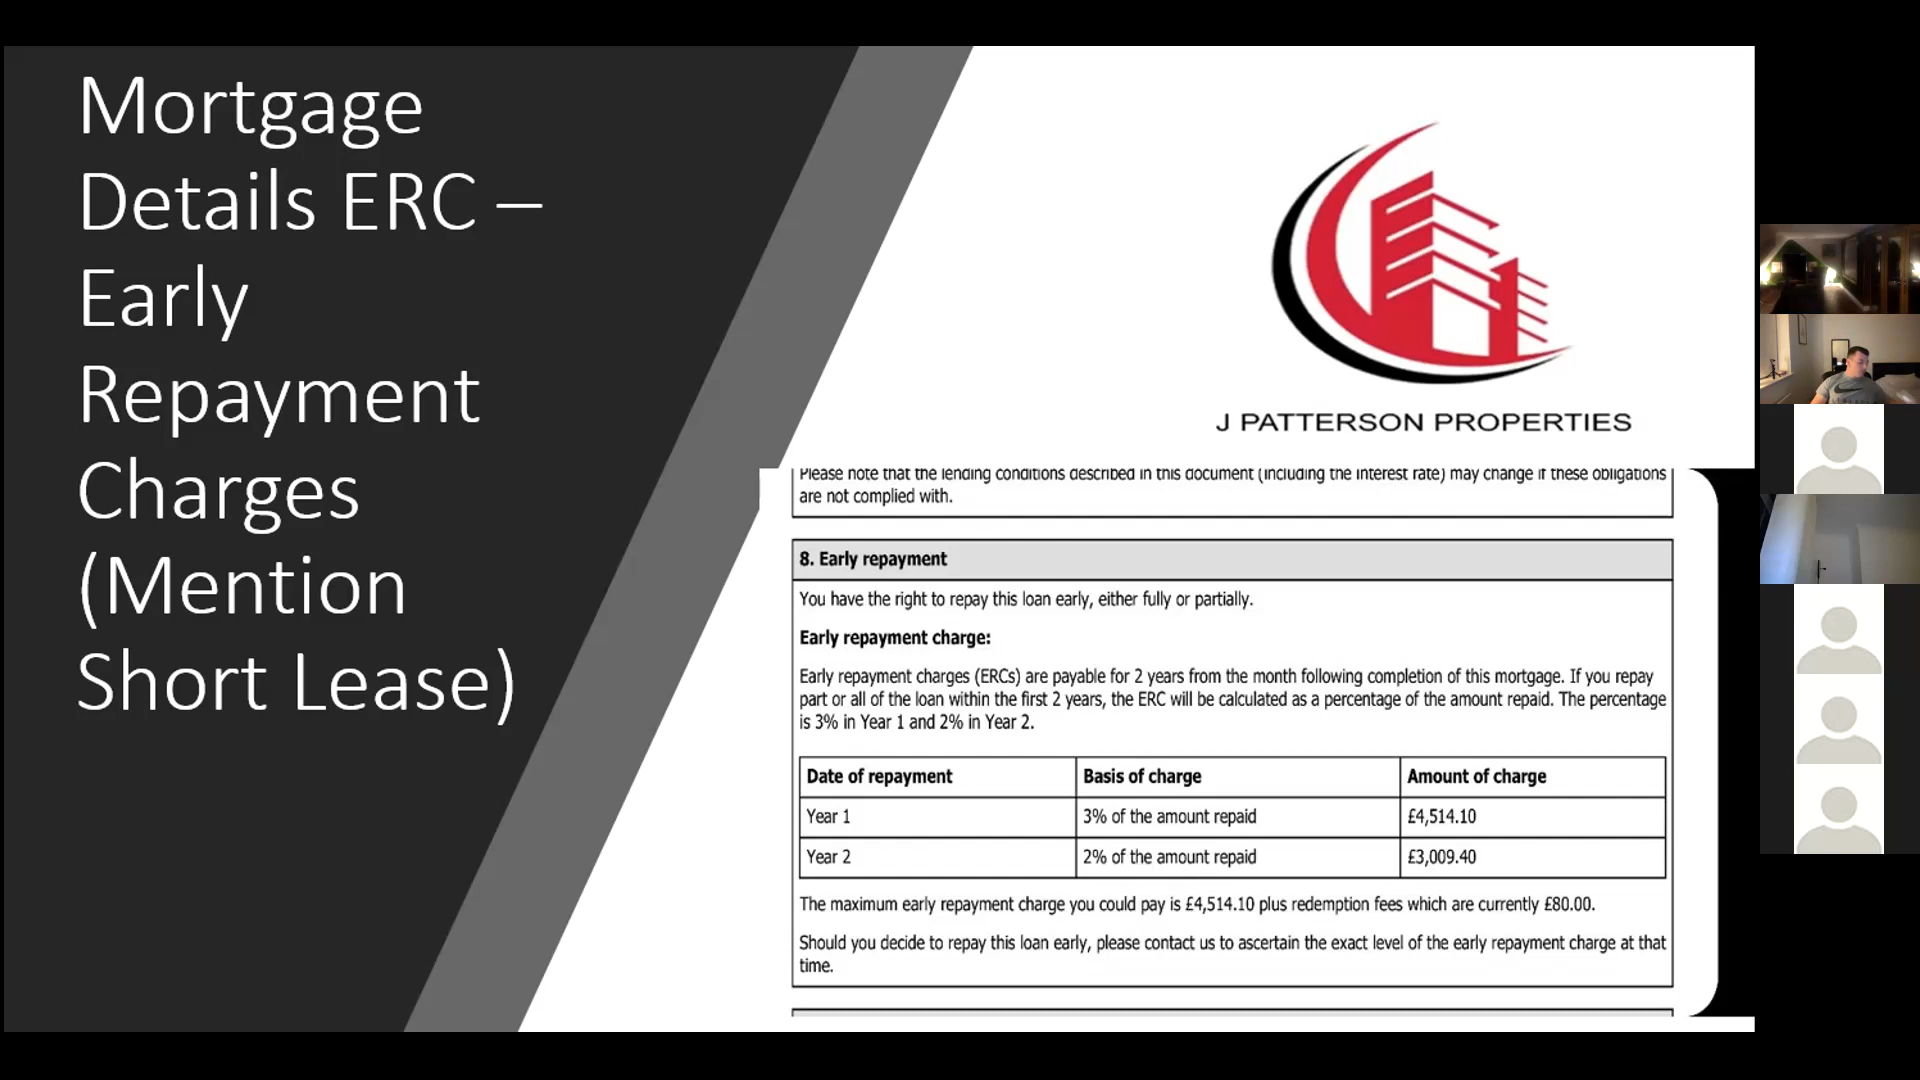 Mortgage
Details ERC –
Early
Repayment
Charges
(Mention
Short Lease)
J PATTERSON PROPERTIES
Please note that the lending conditions described in this document (including the interest rate) may change if these obligations
are not complied with.
8. Early repayment
You have the right to repay this loan early, either fully or partially.
Early repayment charge:
Early repayment charges (ERCs) are payable for 2 years from the month following completion of this mortgage. If you repay
part or all of the loan within the first 2 years, the ERC will be calculated as a percentage of the amount repaid. The percentage
is 3% in Year 1 and 2% in Year 2.
Date of repayment Basis of charge Amount of charge
Year 1 3% of the amount repaid £4,514.10
Year 2 2% of the amount repaid £3,009.40
The maximum early repayment charge you could pay is £4,514.10 plus redemption fees which are currently £80.00.
Should you decide to repay this loan early, please contact us to ascertain the exact level of the early repayment charge at that
time.